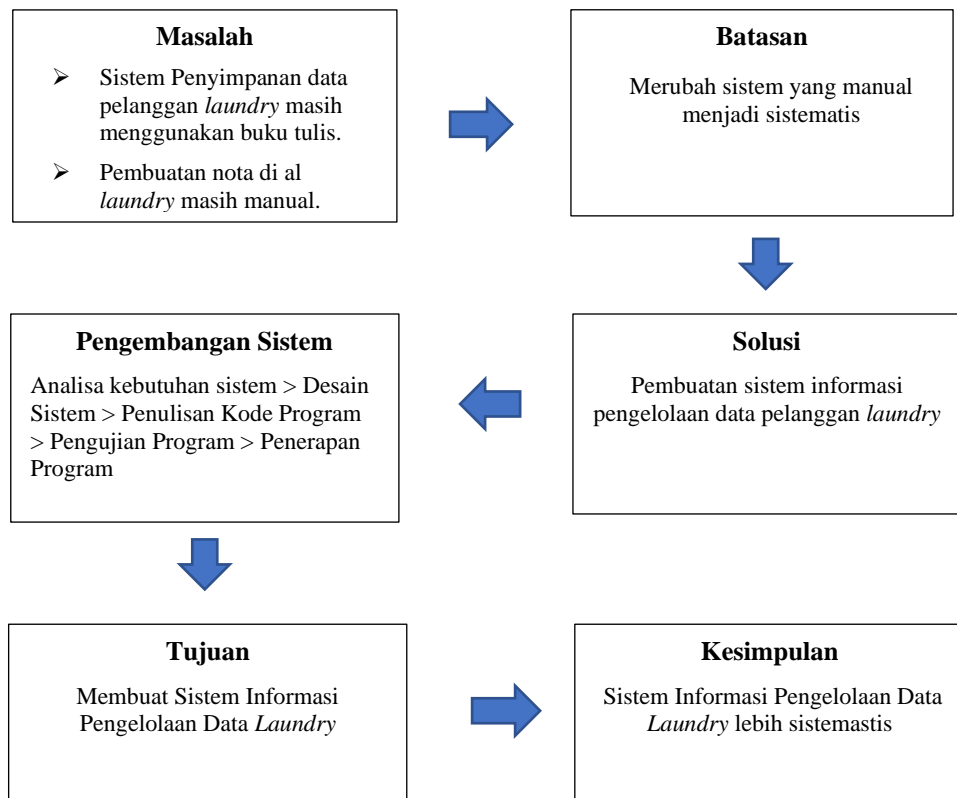 Masalah
➢ Sistem Penyimpanan data
pelanggan laundry masih
menggunakan buku tulis.
➢ Pembuatan nota di al
laundry masih manual.
Batasan
Merubah sistem yang manual
menjadi sistematis
Solusi
Pembuatan sistem informasi
pengelolaan data pelanggan laundry
Pengembangan Sistem
Analisa kebutuhan sistem > Desain
Sistem > Penulisan Kode Program
> Pengujian Program > Penerapan
Program
Tujuan
Membuat Sistem Informasi
Pengelolaan Data Laundry
Kesimpulan
Sistem Informasi Pengelolaan Data
Laundry lebih sistemastis